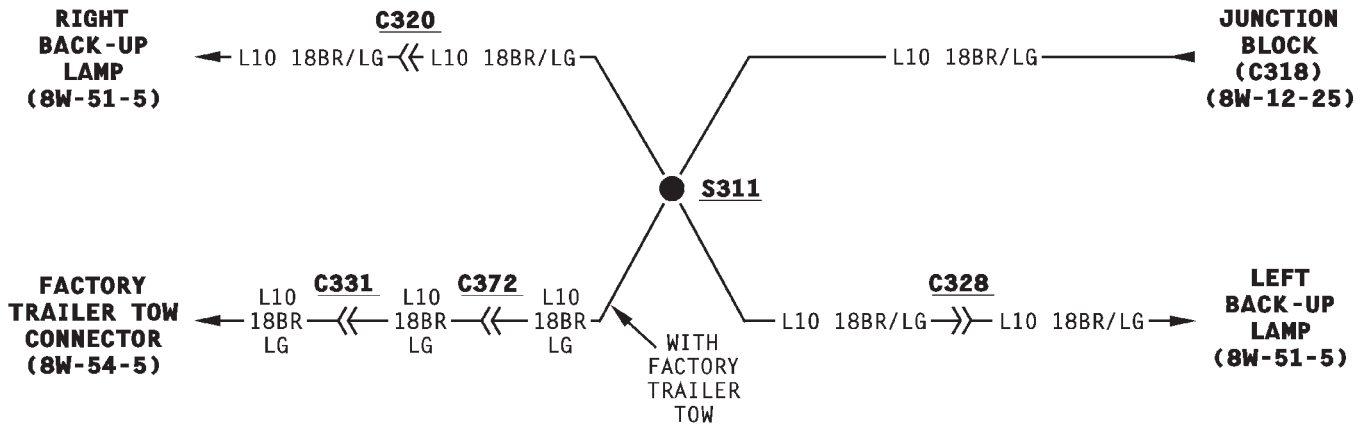 RIGHT
BACK-UP
LAMP
(8W-51-5)
C320
L10 18BR/LG
L10 18BR/LG
L10 18BR/LG
JUNCTION
BLOCK
(C318)
(8W-12-25)
S311
FACTORY
TRAILER TOW
CONNECTOR
(8W-54-5)
L10
18BR
LG
C331
L10
18BR
LG
C372
L10
18BR
LG
WITH
FACTORY
TRAILER
TOW
C328
L10 18BR/LG
L10 18BR/LG
LEFT
BACK-UP
LAMP
(8W-51-5)